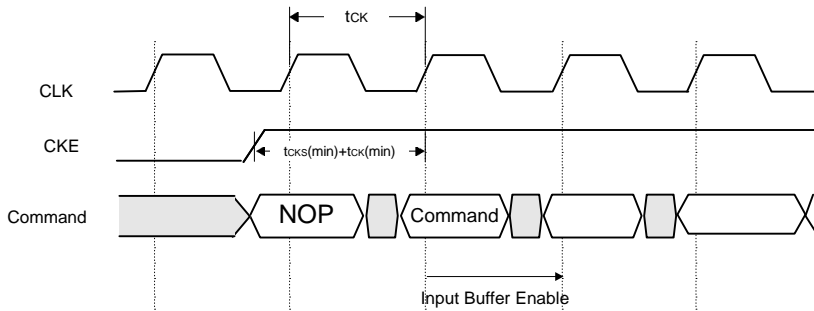 tCK
CLK
CKE
tCKS(min)+tCK(min)
Command
NOP
Command
Input Buffer Enable